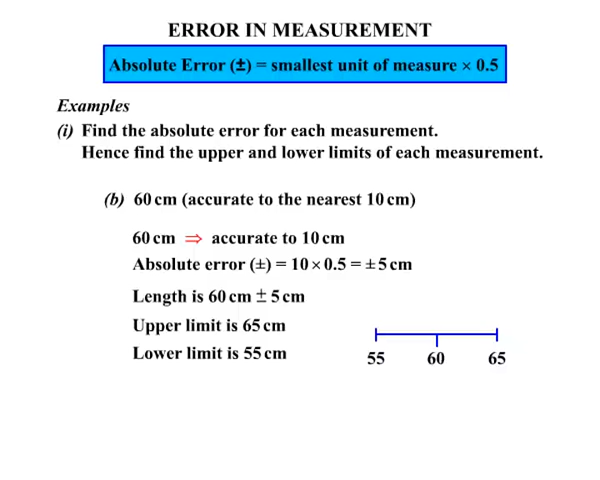 ERROR IN MEASUREMENT
Absolute Error (±) = smallest unit of measure × 0.5
Examples
(i) Find the absolute error for each measurement.
Hence find the upper and lower limits of each measurement.
(b) 60 cm (accurate to the nearest 10 cm)
60 cm ⇒ accurate to 10 cm
Absolute error (±) = 10 × 0.5 = ±5 cm
Length is 60 cm ± 5 cm
Upper limit is 65 cm
Lower limit is 55 cm
55 60 65